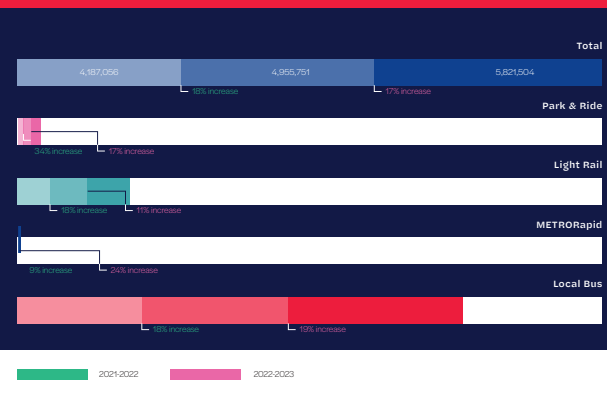 Total
4,187,056 4,955,751 5,821,504
18% increase 17% increase
Park & Ride
34% increase 17% increase
Light Rail
18% increase 11% increase
METRORapid
9% increase 24% increase
Local Bus
18% increase 19% increase
2021-2022 2022-2023